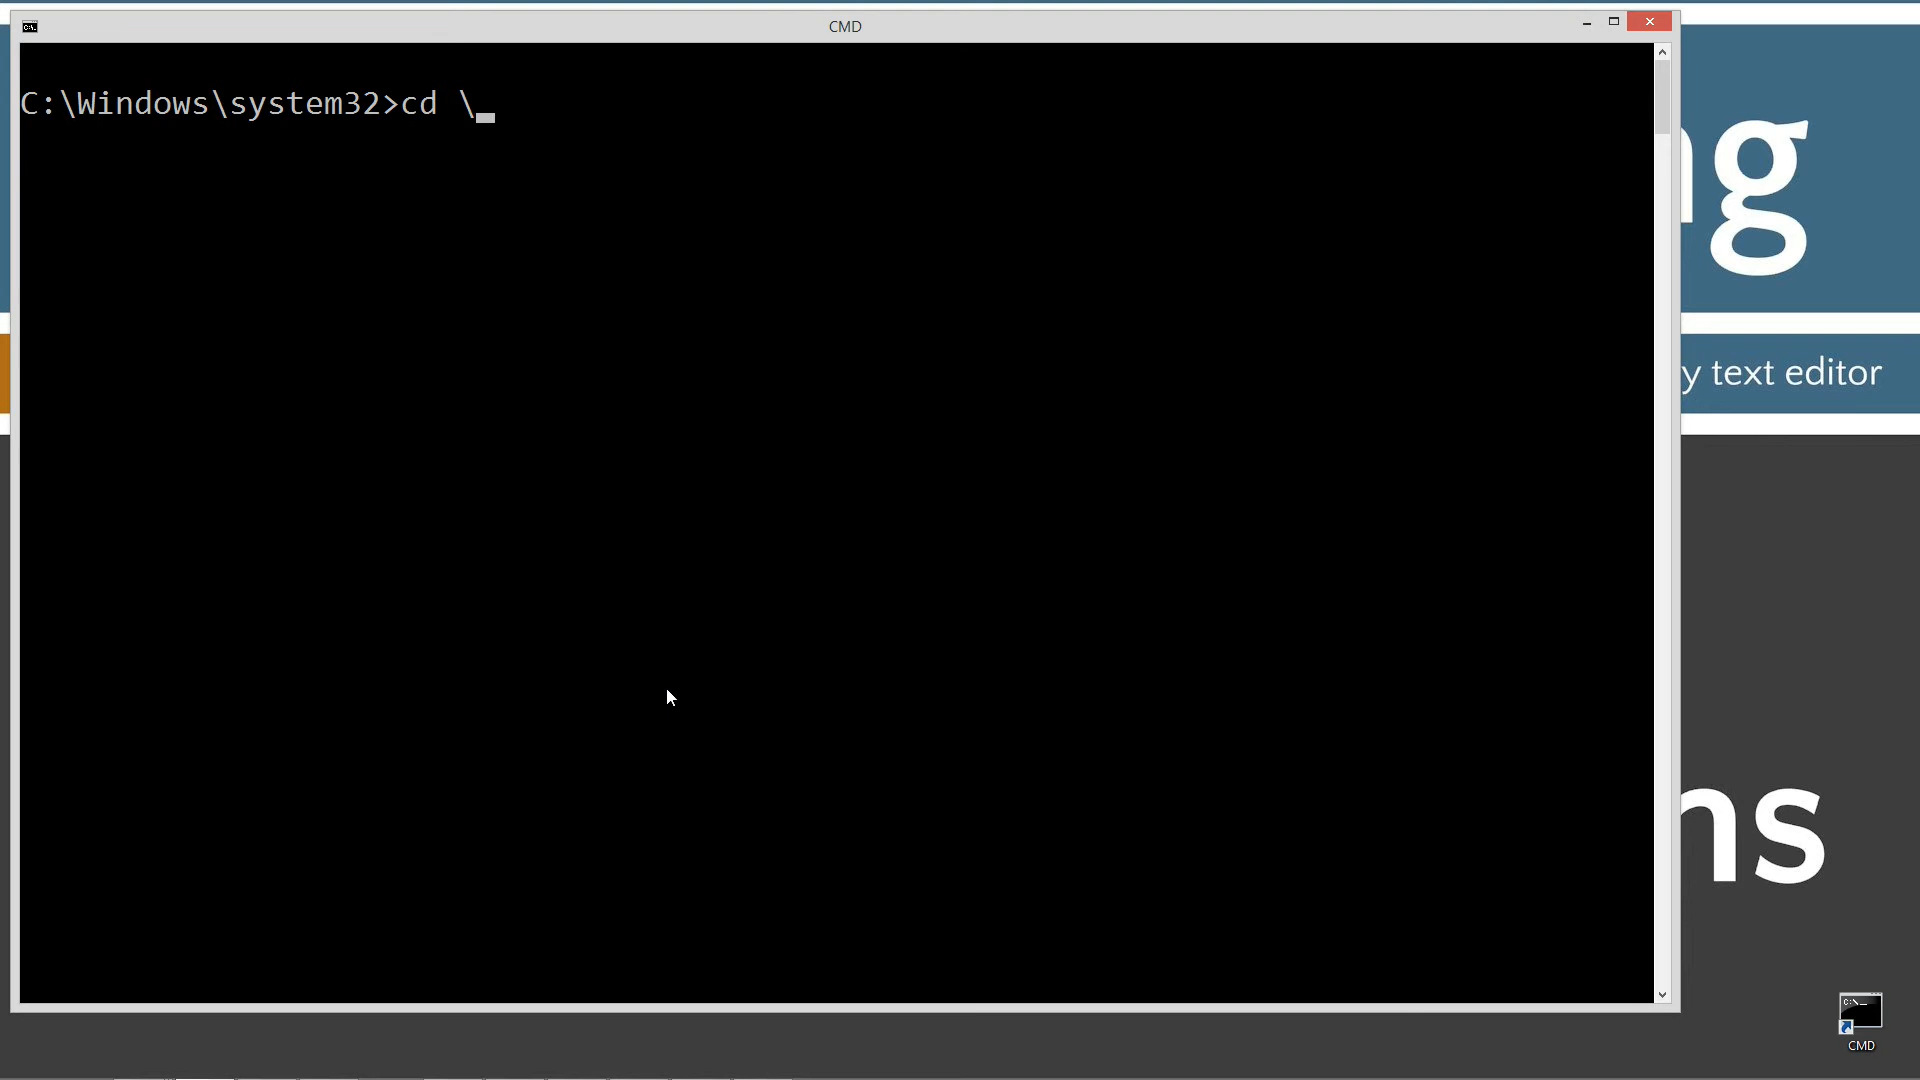 CMD
C:\Windows\system32>cd \
g
y text editor
ns
CMD